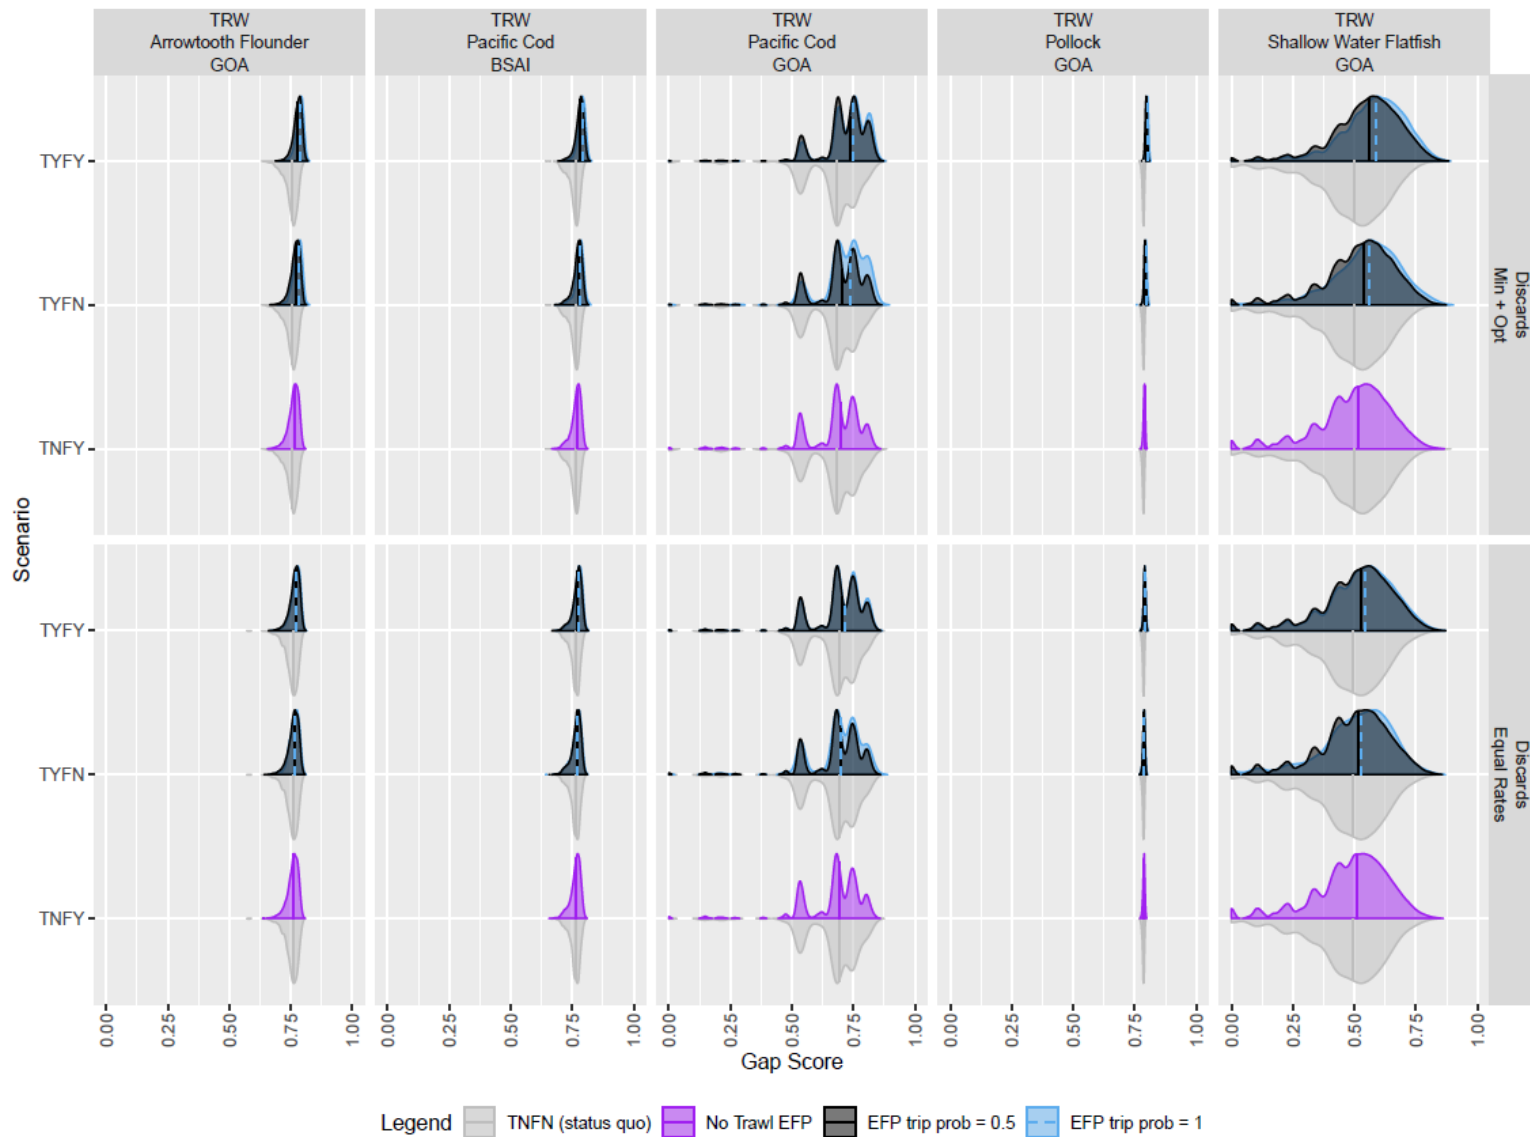 TRW
Arrowtooth Flounder
GOA
TRW
Pacific Cod
BSAI
TRW
Pacific Cod
GOA
TRW
Pollock
GOA
TRW
Shallow Water Flatfish
GOA
Scenario
TYFY
TYFN
TNFY
Discards
Min + Opt
TYFY
TYFN
TNFY
Discards
Equal Rates
0.00 0.25 0.50 0.75 1.00
0.00 0.25 0.50 0.75 1.00
0.00 0.25 0.50 0.75 1.00
0.00 0.25 0.50 0.75 1.00
0.00 0.25 0.50 0.75 1.00
Gap Score
Legend TNFN (status quo) No Trawl EFP EFP trip prob = 0.5 EFP trip prob = 1